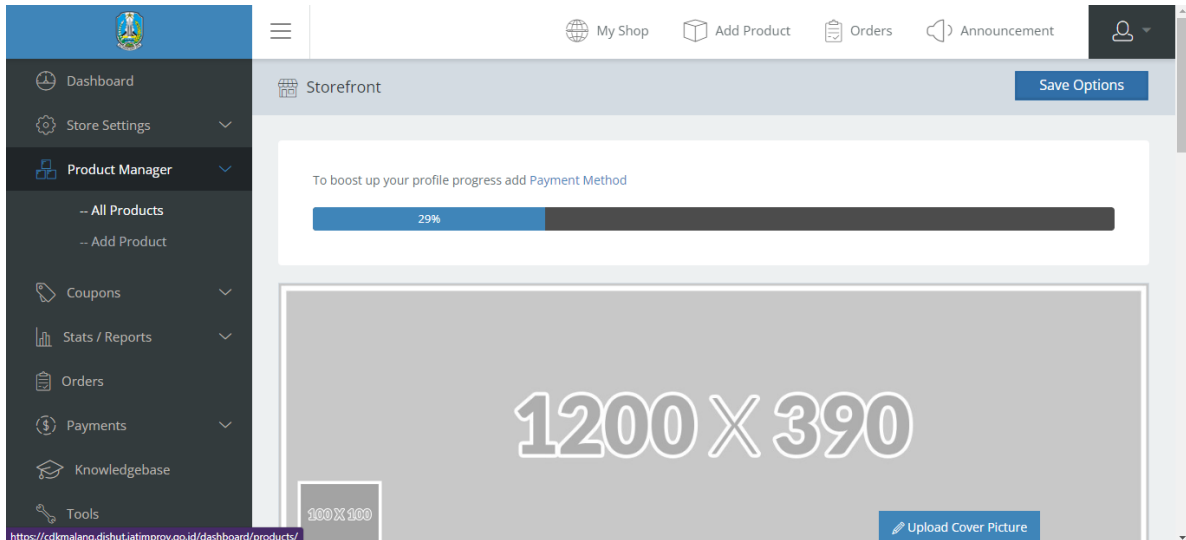 My Shop
Add Product
Orders
Announcement
Dashboard
Store Settings
Product Manager
-- All Products
-- Add Product
Coupons
Stats / Reports
Orders
Payments
Knowledgebase
Tools
https://cdkmalang.dishut.jatimprov.go.id/dashboard/products/
Storefront
Save Options
To boost up your profile progress add Payment Method
29%
1200 X 390
100 X 100
Upload Cover Picture